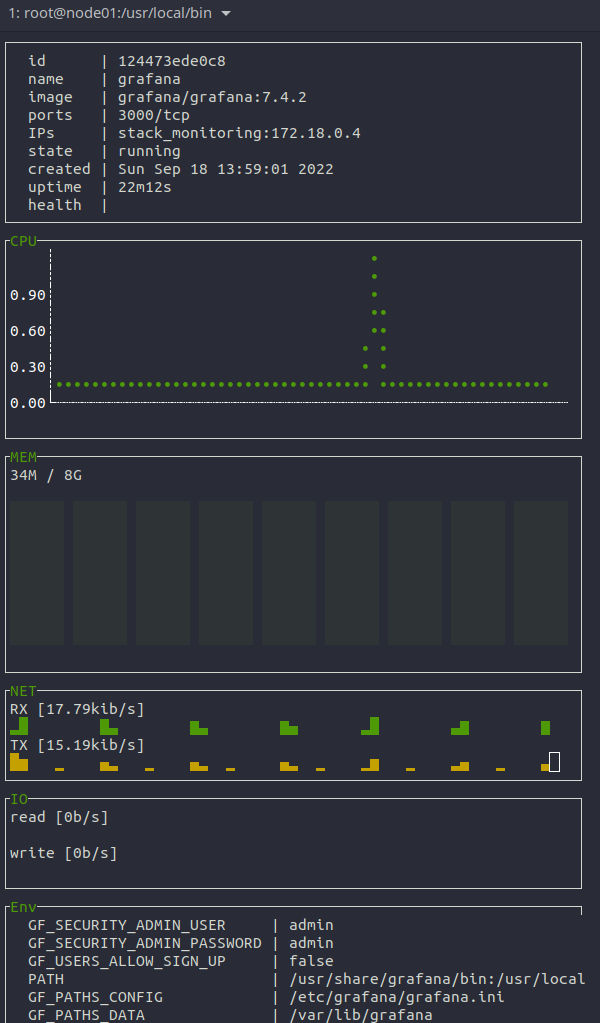 1: root@node01:/usr/local/bin
id | 124473ede0c8
name | grafana
image | grafana/grafana:7.4.2
ports | 3000/tcp
IPs | stack_monitoring:172.18.0.4
state | running
created | Sun Sep 18 13:59:01 2022
uptime | 22m12s
health |
CPU
0.90
0.60
0.30
0.00
MEM
34M / 8G
NET
RX [17.79kib/s]
TX [15.19kib/s]
IO
read [0b/s]
write [0b/s]
Env
GF_SECURITY_ADMIN_USER | admin
GF_SECURITY_ADMIN_PASSWORD | admin
GF_USERS_ALLOW_SIGN_UP | false
PATH | /usr/share/grafana/bin:/usr/local
GF_PATHS_CONFIG | /etc/grafana/grafana.ini
GF_PATHS_DATA | /var/lib/grafana